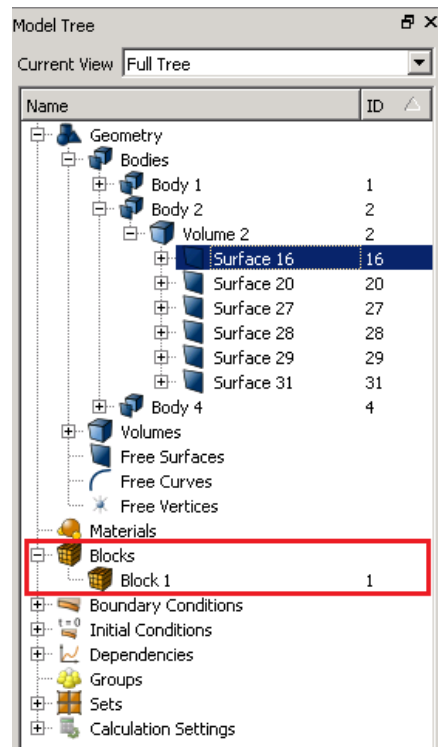 Model Tree
Current View Full Tree
Name ID
Geometry
Bodies
Body 1 1
Body 2 2
Volume 2 2
Surface 16 16
Surface 20 20
Surface 27 27
Surface 28 28
Surface 29 29
Surface 31 31
Body 4 4
Volumes
Free Surfaces
Free Curves
Free Vertices
Materials
Blocks
Block 1 1
Boundary Conditions
t=0 Initial Conditions
Dependencies
Groups
Sets
Calculation Settings